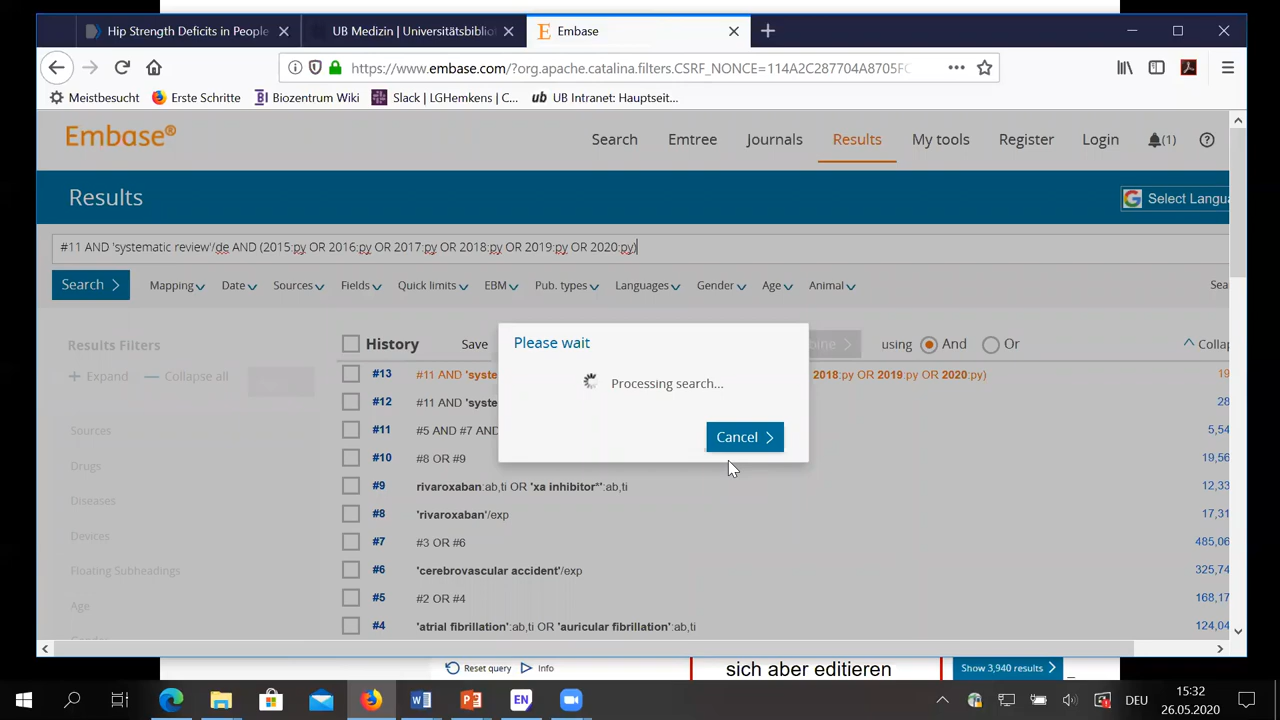 Hip Strength Deficits in People
UB Medizin | Universitätsbibliot
Embase
https://www.embase.com/?org.apache.catalina.filters.CSRF_NONCE=114A2C287704A8705FC
Meistbesucht
Erste Schritte
Biozentrum Wiki
Slack | LGHemkens (C...
UB Intranet: Hauptseit...
Embase®
Search
Emtree
Journals
Results
My tools
Register
Login
(1)
Results
Select Langua
#11 AND 'systematic review'/de AND (2015:py OR 2016:py OR 2017:py OR 2018:py OR 2019:py OR 2020:py)
Search
Mapping
Date
Sources
Fields
Quick limits
EBM
Pub. types
Languages
Gender
Age
Animal
Sea
Results Filters
Expand
Collapse all
Sources
Drugs
Diseases
Devices
Floating Subheadings
Age
History
Save
using
And
Or
Collap
#13 #11 AND 'syste 2018:py OR 2019:py OR 2020:py) 19
#12 #11 AND 'syste 28
#11 #5 AND #7 AND 5,54
#10 #8 OR #9 19,56
#9 rivaroxaban:ab,ti OR 'xa inhibitor*':ab,ti 12,33
#8 'rivaroxaban'/exp 17,31
#7 #3 OR #6 485,06
#6 'cerebrovascular accident'/exp 325,74
#5 #2 OR #4 168,17
#4 'atrial fibrillation':ab,ti OR 'auricular fibrillation':ab,ti 124,04
Please wait
Processing search...
Cancel
Reset query
Info
sich aber editieren
Show 3,940 results
DEU
15:32
26.05.2020